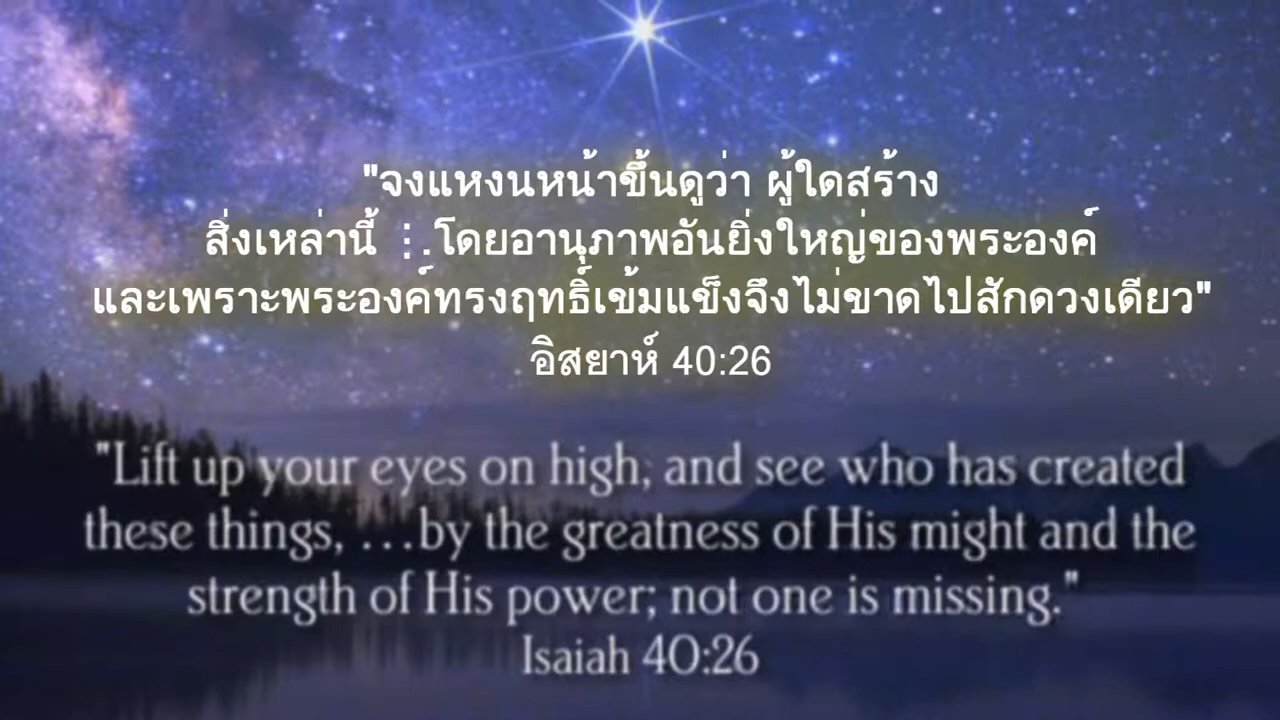 "จงแหงนหน้าขึ้นดูว่า ผู้ใดสร้าง
สิ่งเหล่านี้ ⋮.โดยอานุภาพอันยิ่งใหญ่ของพระองค์
และเพราะพระองค์ทรงฤทธิ์เข้มแข็งจึงไม่ขาดไปสักดวงเดียว"
อิสยาห์ 40:26
"Lift up your eyes on high, and see who has created
these things, ...by the greatness of His might and the
strength of His power; not one is missing."
Isaiah 40:26